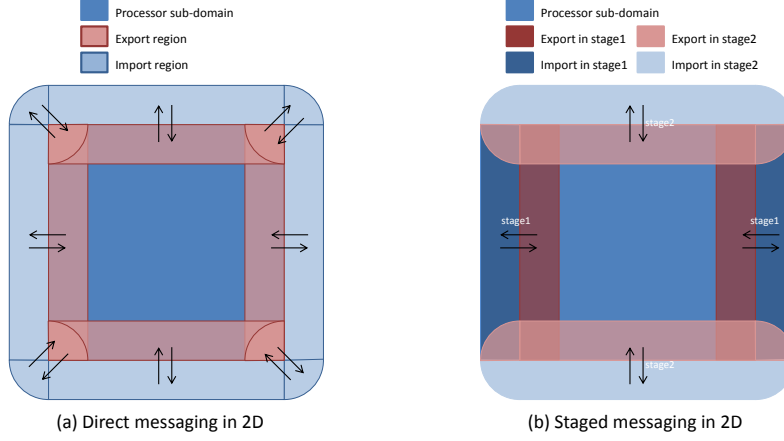 Processor sub-domain
Export region
Import region
Processor sub-domain
Export in stage1
Export in stage2
Import in stage1
Import in stage2
stage2
stage1
stage1
stage2
(a) Direct messaging in 2D
(b) Staged messaging in 2D